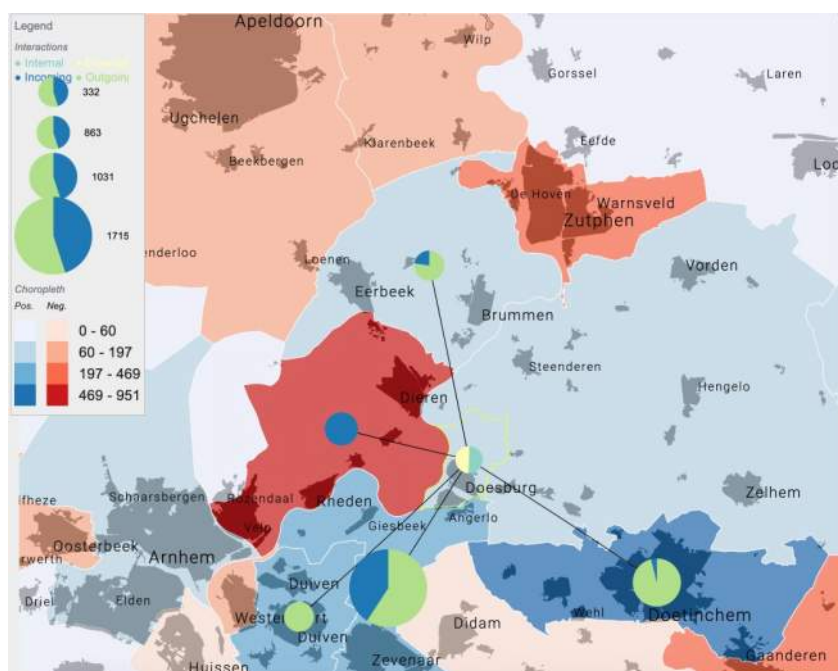 Legend
Interactions
Internal
Incoming Outgoing
332
863
1031
1715
Choropleth
Pos. Neg.
0 - 60
60 - 197
197 - 469
469 - 951
Apeldoorn
Wilp
Gorssel
Laren
Ugchelen
Beekbergen
Klarenbeek
Eefde
De Hoven
Warnsveld
Zutphen
enderloo
Loenen
Eerbeek
Brummen
Vorden
Steenderen
Hengelo
Dieren
Doesburg
Zelhem
Schaarsbergen
Rozendaal
Rheden
Velp
Giesbeek
Angerlo
Oosterbeek
Arnhem
Driel
Elden
Duiven
Duiven
Wehl
Doetinchem
Didam
Huissen
Zevenaar
Gaanderen